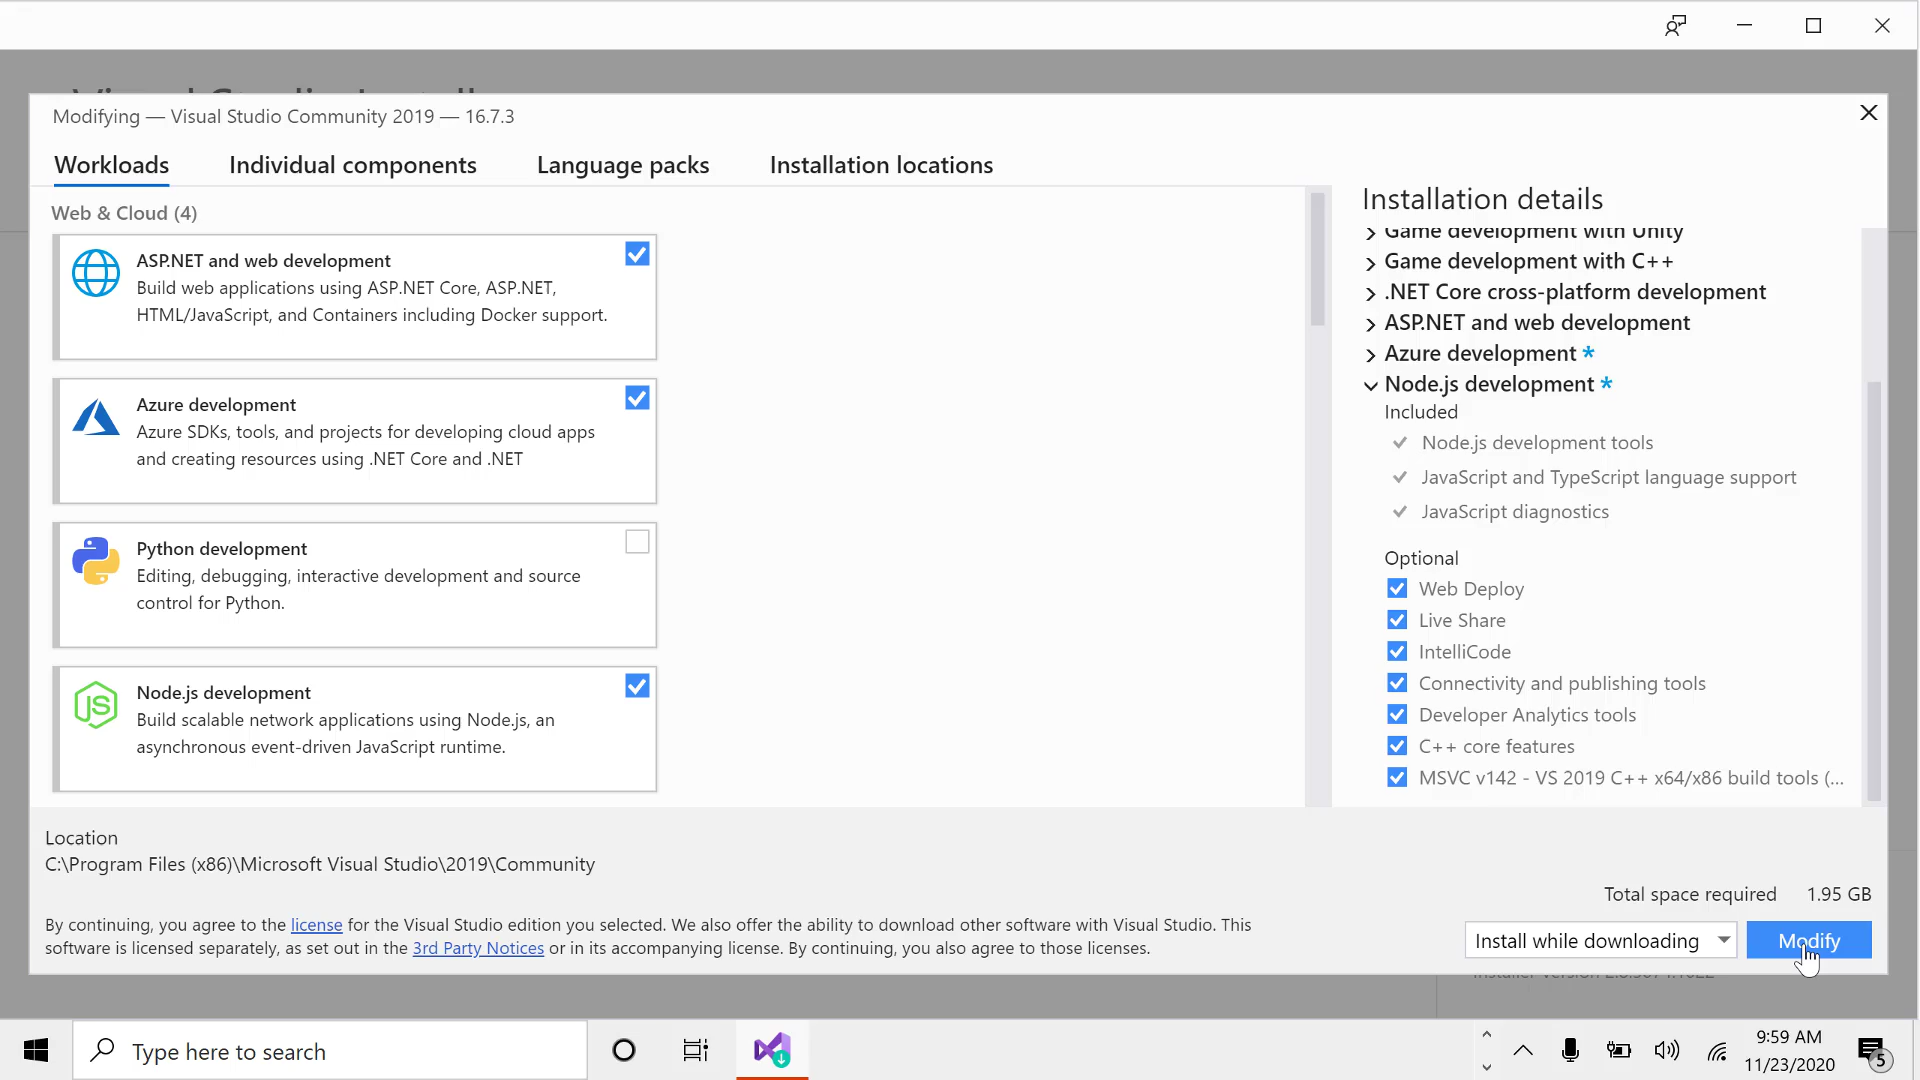 Modifying — Visual Studio Community 2019 — 16.7.3
Workloads
Individual components
Language packs
Installation locations
Web & Cloud (4)
ASP.NET and web development
Build web applications using ASP.NET Core, ASP.NET,
HTML/JavaScript, and Containers including Docker support.
Azure development
Azure SDKs, tools, and projects for developing cloud apps
and creating resources using .NET Core and .NET
Python development
Editing, debugging, interactive development and source
control for Python.
Node.js development
Build scalable network applications using Node.js, an
asynchronous event-driven JavaScript runtime.
Installation details
Game development with Unity
Game development with C++
.NET Core cross-platform development
ASP.NET and web development
Azure development *
Node.js development *
Included
Node.js development tools
JavaScript and TypeScript language support
JavaScript diagnostics
Optional
Web Deploy
Live Share
IntelliCode
Connectivity and publishing tools
Developer Analytics tools
C++ core features
MSVC v142 - VS 2019 C++ x64/x86 build tools (...
Location
C:\Program Files (x86)\Microsoft Visual Studio\2019\Community
Total space required 1.95 GB
By continuing, you agree to the license for the Visual Studio edition you selected. We also offer the ability to download other software with Visual Studio. This
software is licensed separately, as set out in the 3rd Party Notices or in its accompanying license. By continuing, you also agree to those licenses.
Install while downloading
Modify
Type here to search
9:59 AM
11/23/2020
5